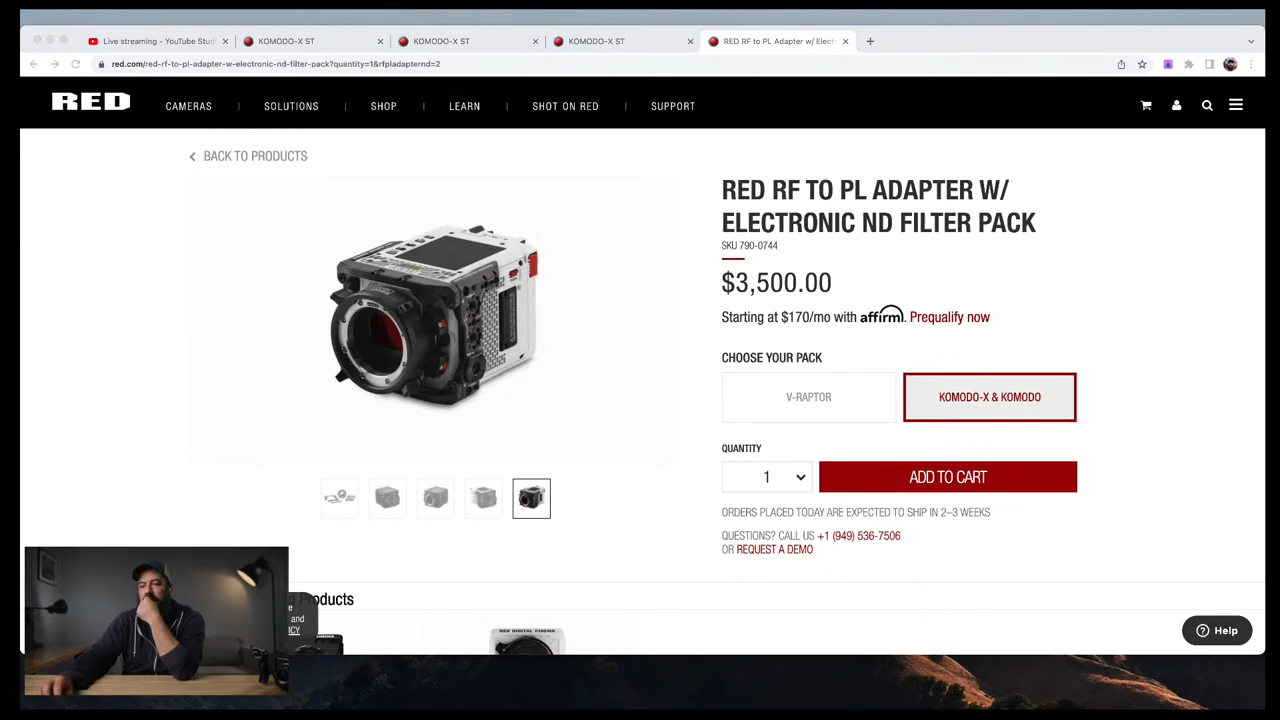 Live streaming - YouTube Stud
KOMODO-X ST
KOMODO-X ST
KOMODO-X ST
RED RF to PL Adapter w/ Elect
red.com/red-rf-to-pl-adapter-w-electronic-nd-filter-pack?quantity=1&rfpladapternd=2
RED
CAMERAS
SOLUTIONS
SHOP
LEARN
SHOT ON RED
SUPPORT
BACK TO PRODUCTS
RED RF TO PL ADAPTER W/
ELECTRONIC ND FILTER PACK
SKU 790-0744
$3,500.00
Starting at $170/mo with affirm. Prequalify now
CHOOSE YOUR PACK
V-RAPTOR
KOMODO-X & KOMODO
QUANTITY
1
ADD TO CART
ORDERS PLACED TODAY ARE EXPECTED TO SHIP IN 2–3 WEEKS
QUESTIONS? CALL US +1 (949) 536-7506
OR REQUEST A DEMO
Products
and
RED DIGITAL CINEMA
Help